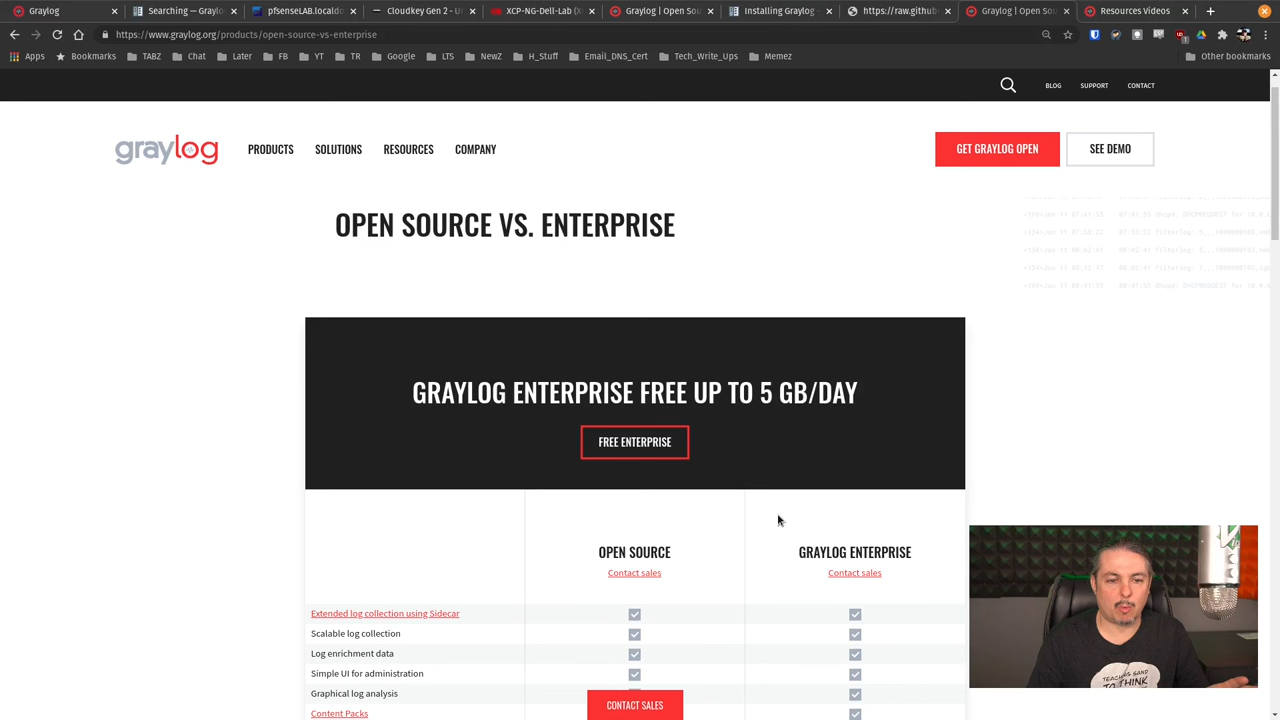 Graylog
Searching — Graylo
pfsenseLAB.localdo
Cloudkey Gen 2 - U
XCP-NG-Dell-Lab (X
Graylog | Open Sou
Installing Graylog —
https://raw.github
Graylog | Open Sou
Resources Videos
https://www.graylog.org/products/open-source-vs-enterprise
Apps
Bookmarks
TABZ
Chat
Later
FB
YT
TR
Google
LTS
NewZ
H_Stuff
Email_DNS_Cert
Tech_Write_Ups
Memez
Other bookmarks
BLOG
SUPPORT
CONTACT
graylog
PRODUCTS
SOLUTIONS
RESOURCES
COMPANY
GET GRAYLOG OPEN
SEE DEMO
OPEN SOURCE VS. ENTERPRISE
GRAYLOG ENTERPRISE FREE UP TO 5 GB/DAY
FREE ENTERPRISE
OPEN SOURCE
GRAYLOG ENTERPRISE
Contact sales
Contact sales
Extended log collection using Sidecar
Scalable log collection
Log enrichment data
Simple UI for administration
Graphical log analysis
Content Packs
CONTACT SALES
TEACHING SAND
TO THINK